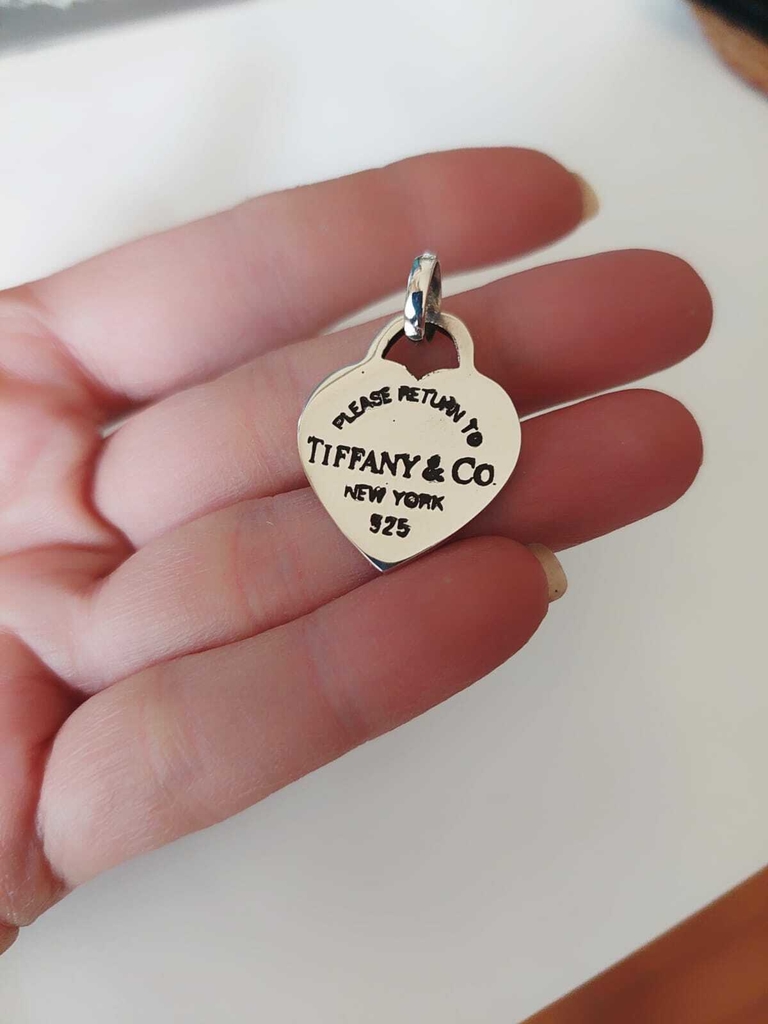 PLEASE RETURN TO
TIFFANY & CO.
NEW YORK
925